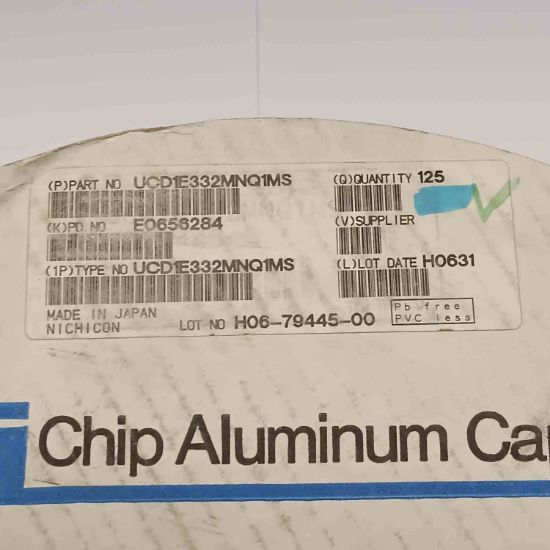 (P)PART NO UCD1E332MNQ1MS (Q)QUANTITY 125
(K)PO.NO E0656284 (V)SUPPLIER
(1P)TYPE NO UCD1E332MNQ1MS (L)LOT DATE H0631
MADE IN JAPAN Pb free
NICHICON LOT NO H06-79445-00 PVC less
Chip Aluminum